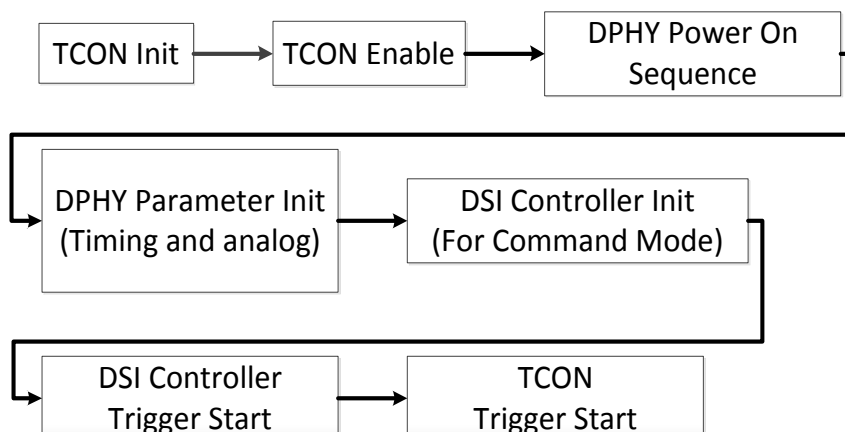 TCON Init
TCON Enable
DPHY Power On
Sequence
DPHY Parameter Init
(Timing and analog)
DSI Controller Init
(For Command Mode)
DSI Controller
Trigger Start
TCON
Trigger Start